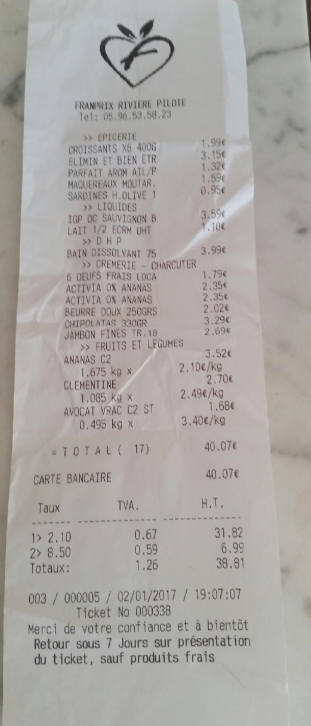 FRANPRIX RIVIERE PILOTE
Tel: 05.96.53.58.23
>> EPICERIE
CROISSANTS X6 400G 1.99€
ELIMIN ET BIEN ETR 3.15€
PARFAIT AROM AIL/P 1.32€
MAQUEREAUX MOUTAR. 1.59€
SARDINES H.OLIVE 1 0.95€
>> LIQUIDES
IGP OC SAUVIGNON B 3.59€
LAIT 1/2 ECRM UHT 1.10€
>> D H P
BAIN DISSOLVANT 75 3.99€
>> CREMERIE - CHARCUTER
6 OEUFS FRAIS LOCA 1.79€
ACTIVIA 0% ANANAS 2.35€
ACTIVIA 0% ANANAS 2.35€
BEURRE DOUX 250GRS 2.02€
CHIPOLATAS 330GR 3.29€
JAMBON FINES TR.18 2.69€
>> FRUITS ET LEGUMES
ANANAS C2 3.52€
1.675 kg x 2.10€/kg
CLEMENTINE 2.70€
1.085 kg x 2.49€/kg
AVOCAT VRAC C2 ST 1.68€
0.495 kg x 3.40€/kg
= T O T A L ( 17) 40.07€
CARTE BANCAIRE 40.07€
Taux TVA. H.T.
1> 2.10 0.67 31.82
2> 8.50 0.59 6.99
Totaux: 1.26 38.81
003 / 000005 / 02/01/2017 / 19:07:07
Ticket No 000338
Merci de votre confiance et à bientôt
Retour sous 7 Jours sur présentation
du ticket, sauf produits frais